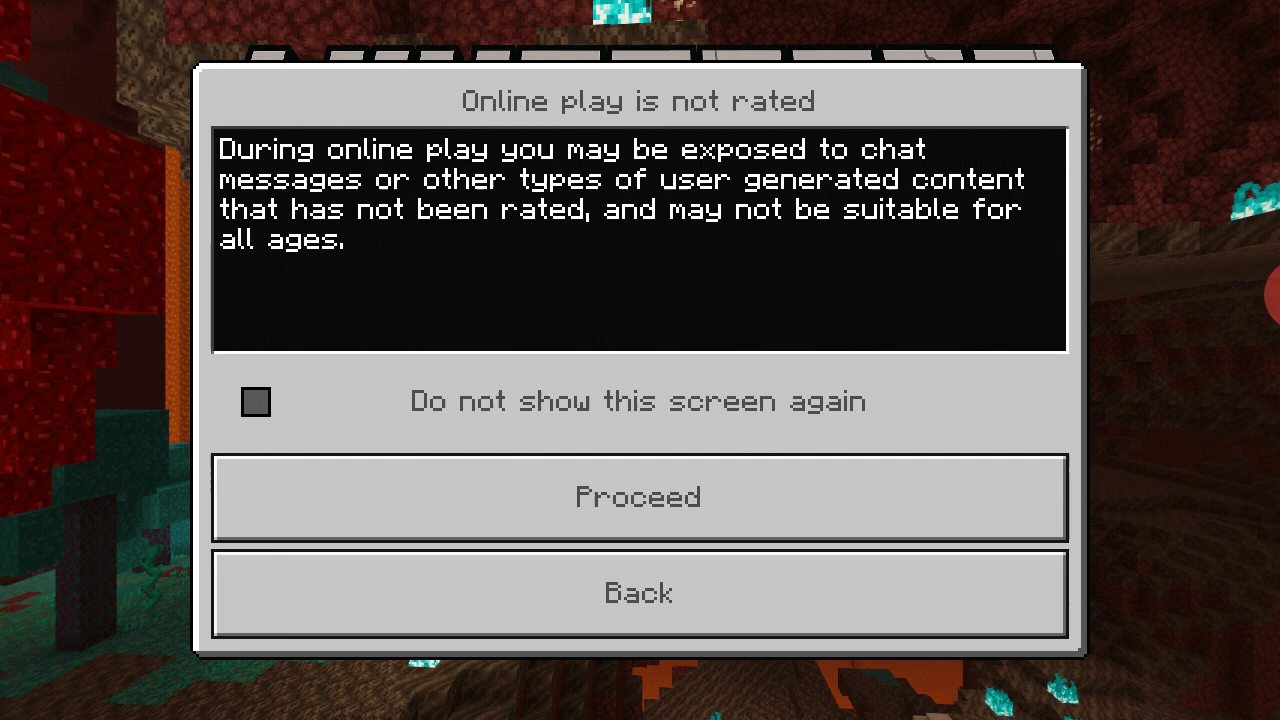 Online play is not rated
During online play you may be exposed to chat
messages or other types of user generated content
that has not been rated, and may not be suitable for
all ages.
Do not show this screen again
Proceed
Back